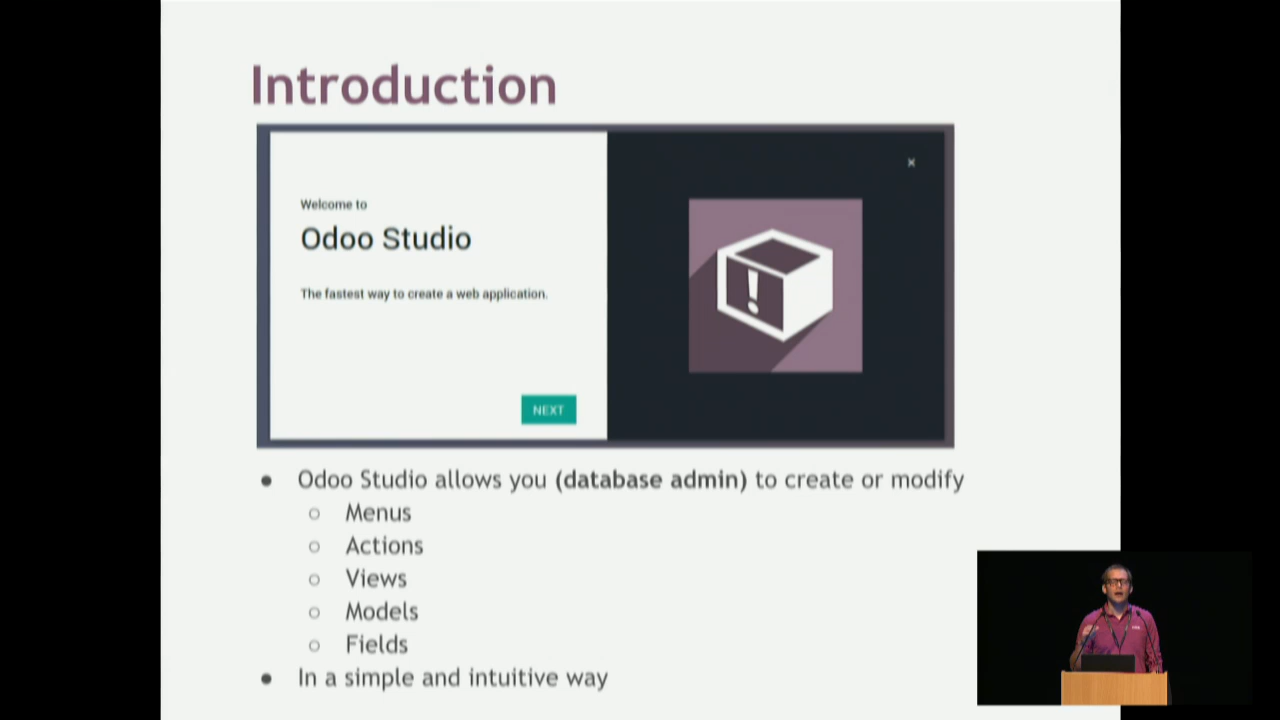 Introduction
Welcome to
Odoo Studio
The fastest way to create a web application.
NEXT
● Odoo Studio allows you (database admin) to create or modify
○ Menus
○ Actions
○ Views
○ Models
○ Fields
● In a simple and intuitive way